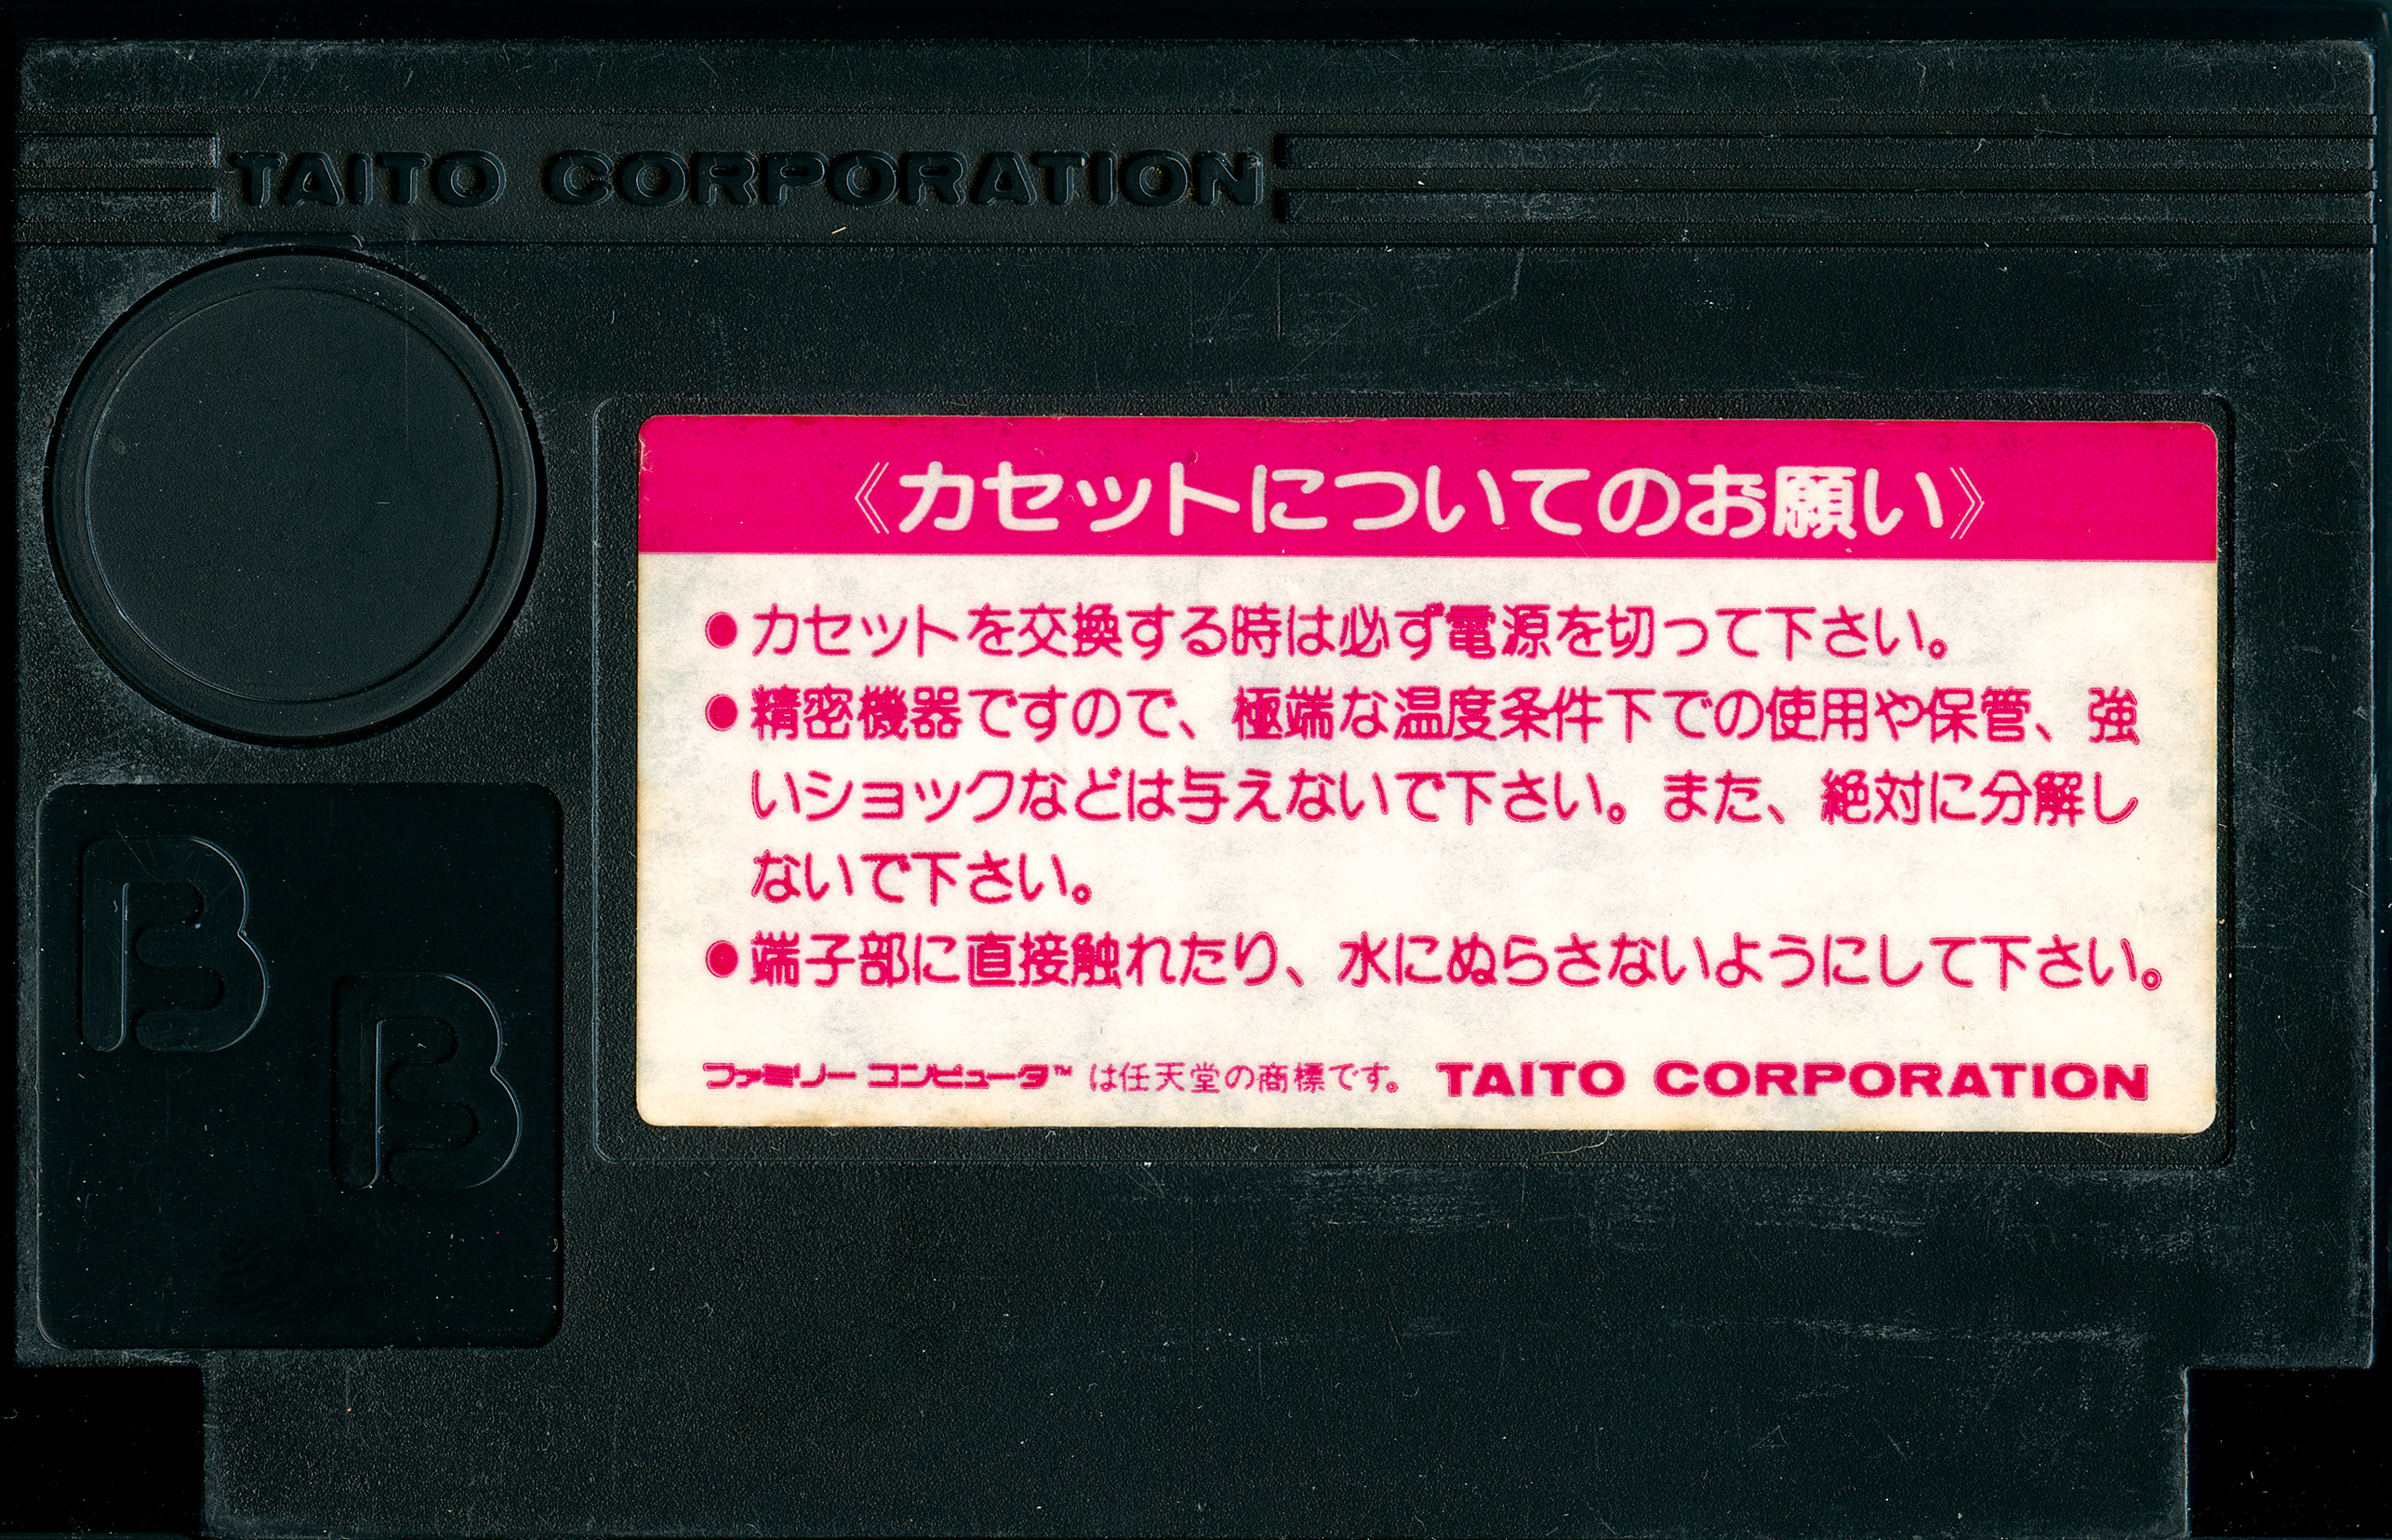 TAITO CORPORATION
《カセットについてのお願い》
●カセットを交換する時は必ず電源を切って下さい。
●精密機器ですので、極端な温度条件下での使用や保管、強
いショックなどは与えないで下さい。また、絶対に分解し
ないで下さい。
●端子部に直接触れたり、水にぬらさないようにして下さい。
ファミリーコンピュータ™は任天堂の商標です。 TAITO CORPORATION
B
B